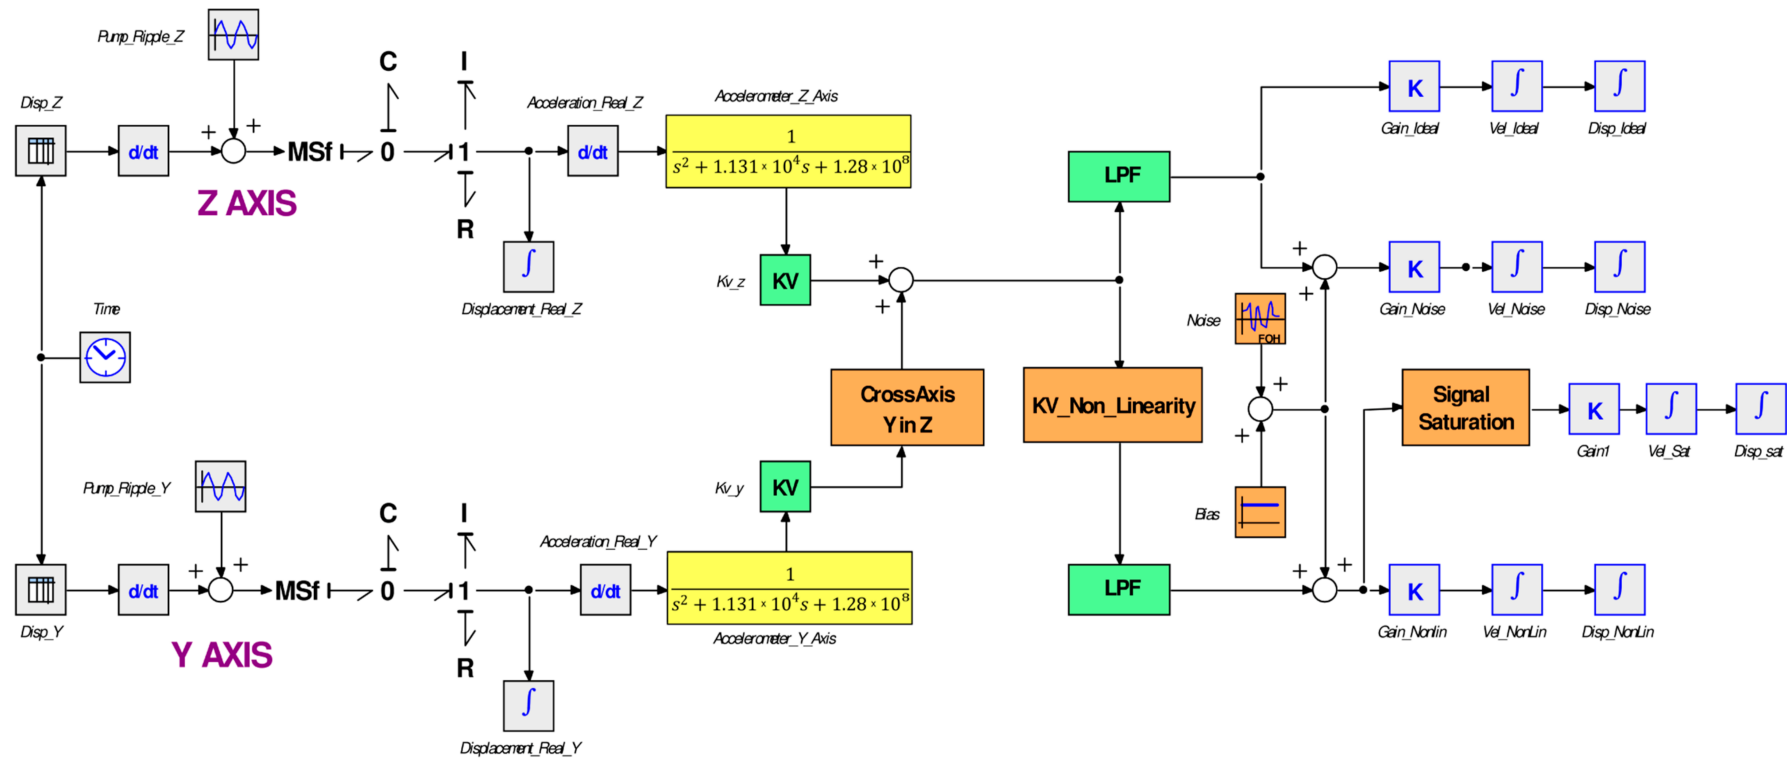 Pump_Ripple_Z
Disp_Z
d/dt
+
+
MSf
0
C
1
I
R
Z AXIS
Acceleration_Real_Z
d/dt
∫
Displacement_Real_Z
Accelerometer_Z_Axis
1
s² + 1.131 × 10⁴s + 1.28 × 10⁸
Kv_z
KV
+
+
Time
CrossAxis
Y in Z
Pump_Ripple_Y
Disp_Y
d/dt
+
+
MSf
0
C
1
I
R
Y AXIS
Acceleration_Real_Y
d/dt
∫
Displacement_Real_Y
Kv_y
KV
1
s² + 1.131 × 10⁴s + 1.28 × 10⁸
Accelerometer_Y_Axis
LPF
KV_Non_Linearity
LPF
K
∫
∫
Gain_Ideal
Vel_Ideal
Disp_Ideal
+
+
K
∫
∫
Gain_Noise
Vel_Noise
Disp_Noise
Noise
FOH
+
+
Bias
Signal
Saturation
K
∫
∫
Gain1
Vel_Sat
Disp_sat
+
+
K
∫
∫
Gain_Nonlin
Vel_NonLin
Disp_NonLin